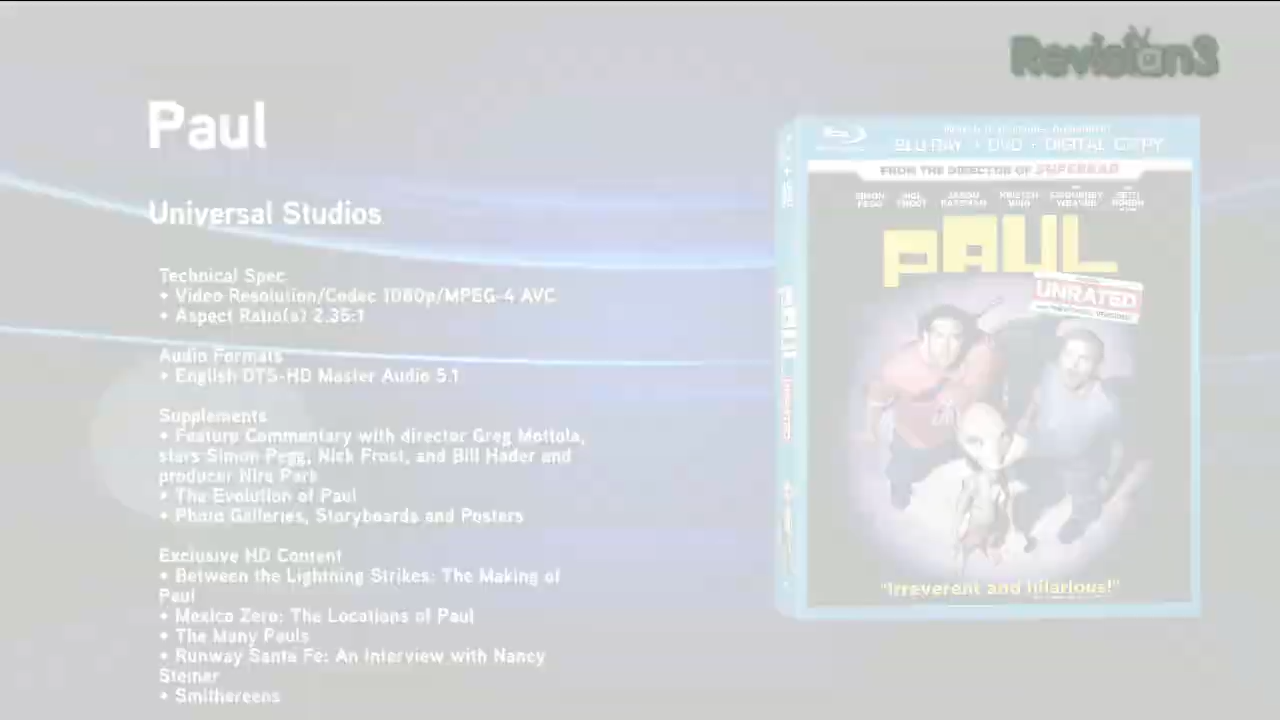 RevisionS
Paul
Universal Studios
Technical Spec
• Video Resolution/Codec 1080p/MPEG-4 AVC
• Aspect Ratio(s) 2.35:1
Audio Formats
• English DTS-HD Master Audio 5.1
Supplements
• Feature Commentary with director Greg Mottola,
stars Simon Pegg, Nick Frost, and Bill Hader and
producer Nira Park
• The Evolution of Paul
• Photo Galleries, Storyboards and Posters
Exclusive HD Content
• Between the Lightning Strikes: The Making of
Paul
• Mexico Zero: The Locations of Paul
• The Many Pauls
• Runway Santa Fe: An Interview with Nancy
Steiner
• Smithereens
BLU-RAY + DVD + DIGITAL COPY
FROM THE DIRECTOR OF SUPERBAD
SIMON PEGG NICK FROST JASON BATEMAN KRISTEN WIIG SIGOURNEY WEAVER SETH ROGEN
PAUL
UNRATED
"Irreverent and hilarious!"